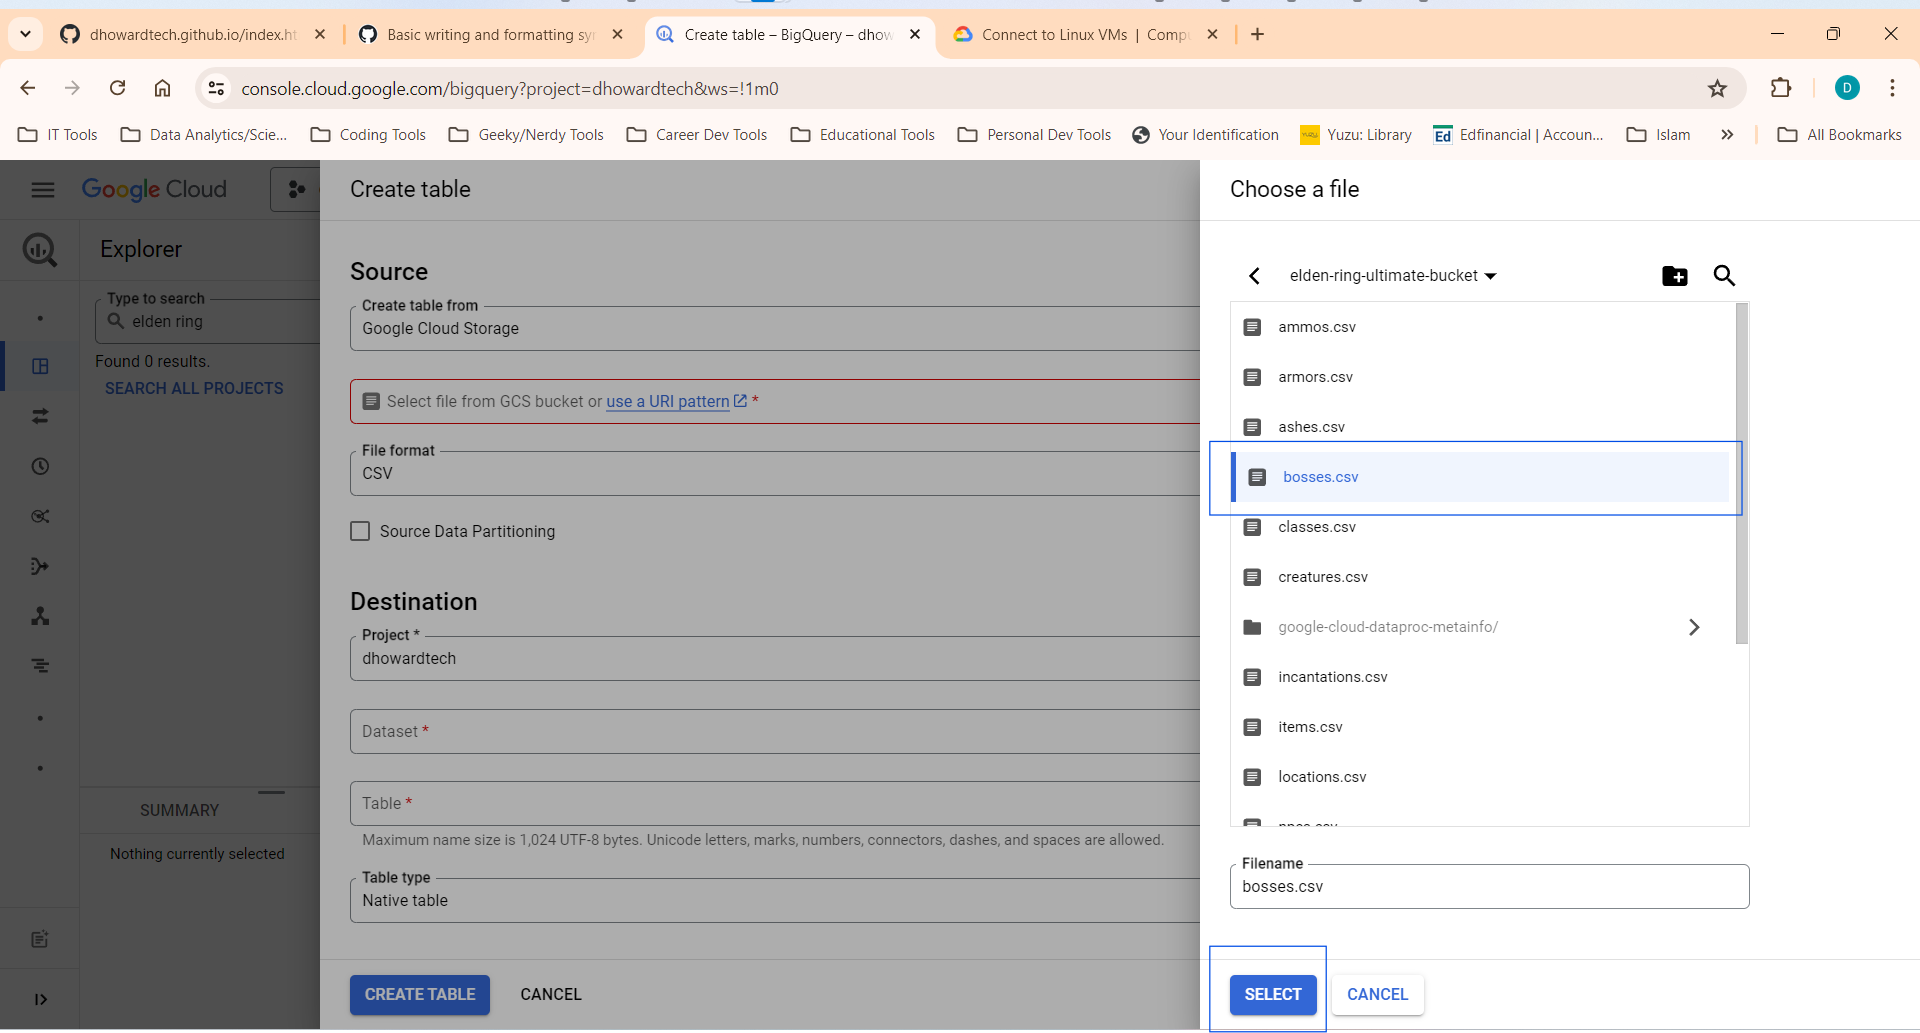 dhowardtech.github.io/index.ht
Basic writing and formatting syn
Create table – BigQuery – dhow
Connect to Linux VMs | Compu
console.cloud.google.com/bigquery?project=dhowardtech&ws=!1m0
D
IT Tools
Data Analytics/Scie...
Coding Tools
Geeky/Nerdy Tools
Career Dev Tools
Educational Tools
Personal Dev Tools
Your Identification
Yuzu: Library
Ed
Edfinancial | Accoun...
Islam
All Bookmarks
Google Cloud
Explorer
Type to search
elden ring
Found 0 results.
SEARCH ALL PROJECTS
SUMMARY
Nothing currently selected
Create table
Source
Create table from
Google Cloud Storage
Select file from GCS bucket or use a URI pattern *
File format
CSV
Source Data Partitioning
Destination
Project *
dhowardtech
Dataset *
Table *
Maximum name size is 1,024 UTF-8 bytes. Unicode letters, marks, numbers, connectors, dashes, and spaces are allowed.
Table type
Native table
CREATE TABLE
CANCEL
Choose a file
elden-ring-ultimate-bucket
ammos.csv
armors.csv
ashes.csv
bosses.csv
classes.csv
creatures.csv
google-cloud-dataproc-metainfo/
incantations.csv
items.csv
locations.csv
Filename
bosses.csv
SELECT
CANCEL